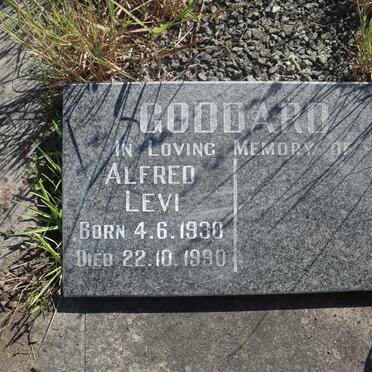 GODDARD
IN LOVING MEMORY OF
ALFRED
LEVI
BORN 4.6.1930
DIED 22.10.1990